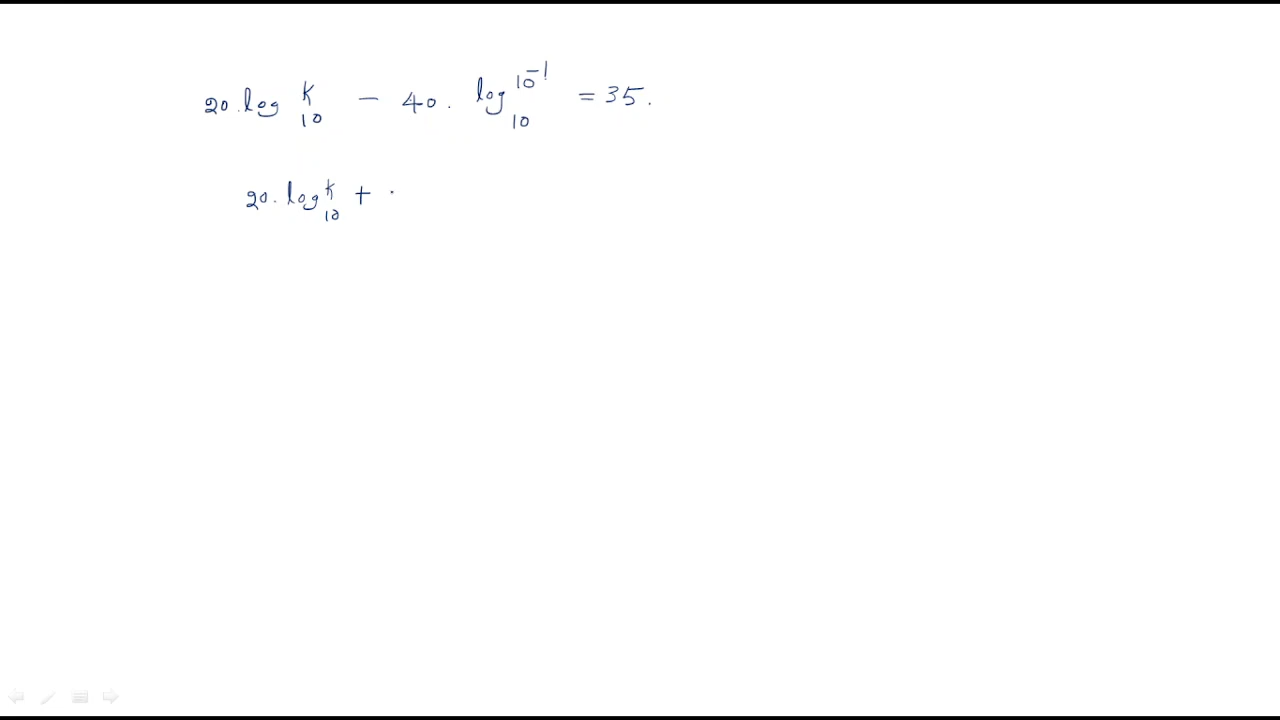 20. log₁₀ K − 40. log₁₀ 10⁻¹ = 35.
20. log₁₀ K + .